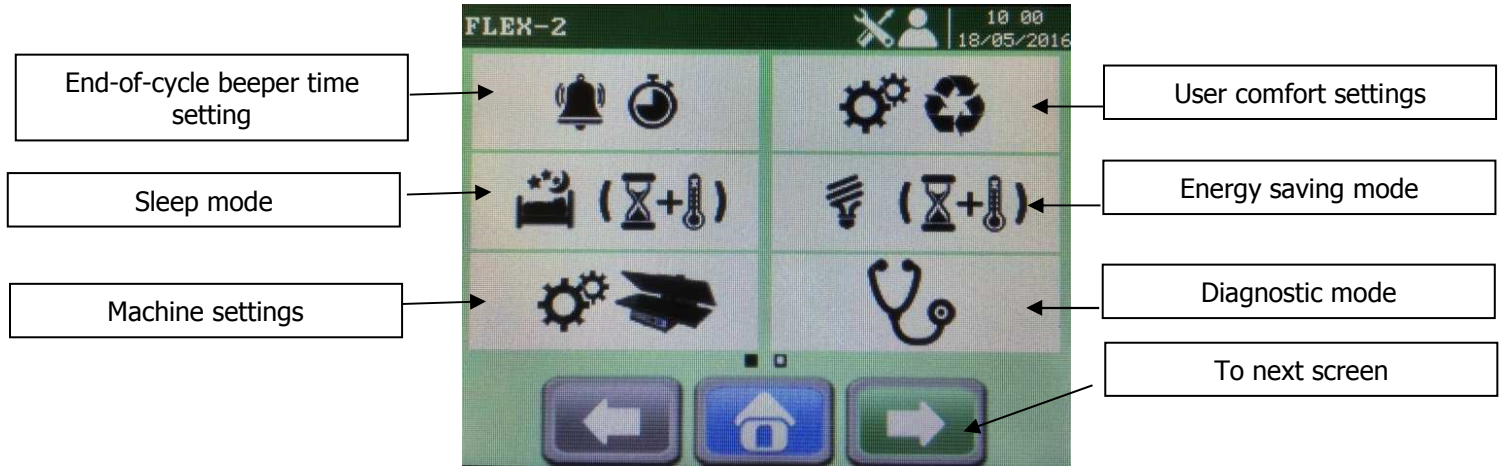 FLEX-2
10 00
18/05/2016
End-of-cycle beeper time
setting
User comfort settings
Sleep mode
( + )
Energy saving mode
( + )
Machine settings
Diagnostic mode
To next screen